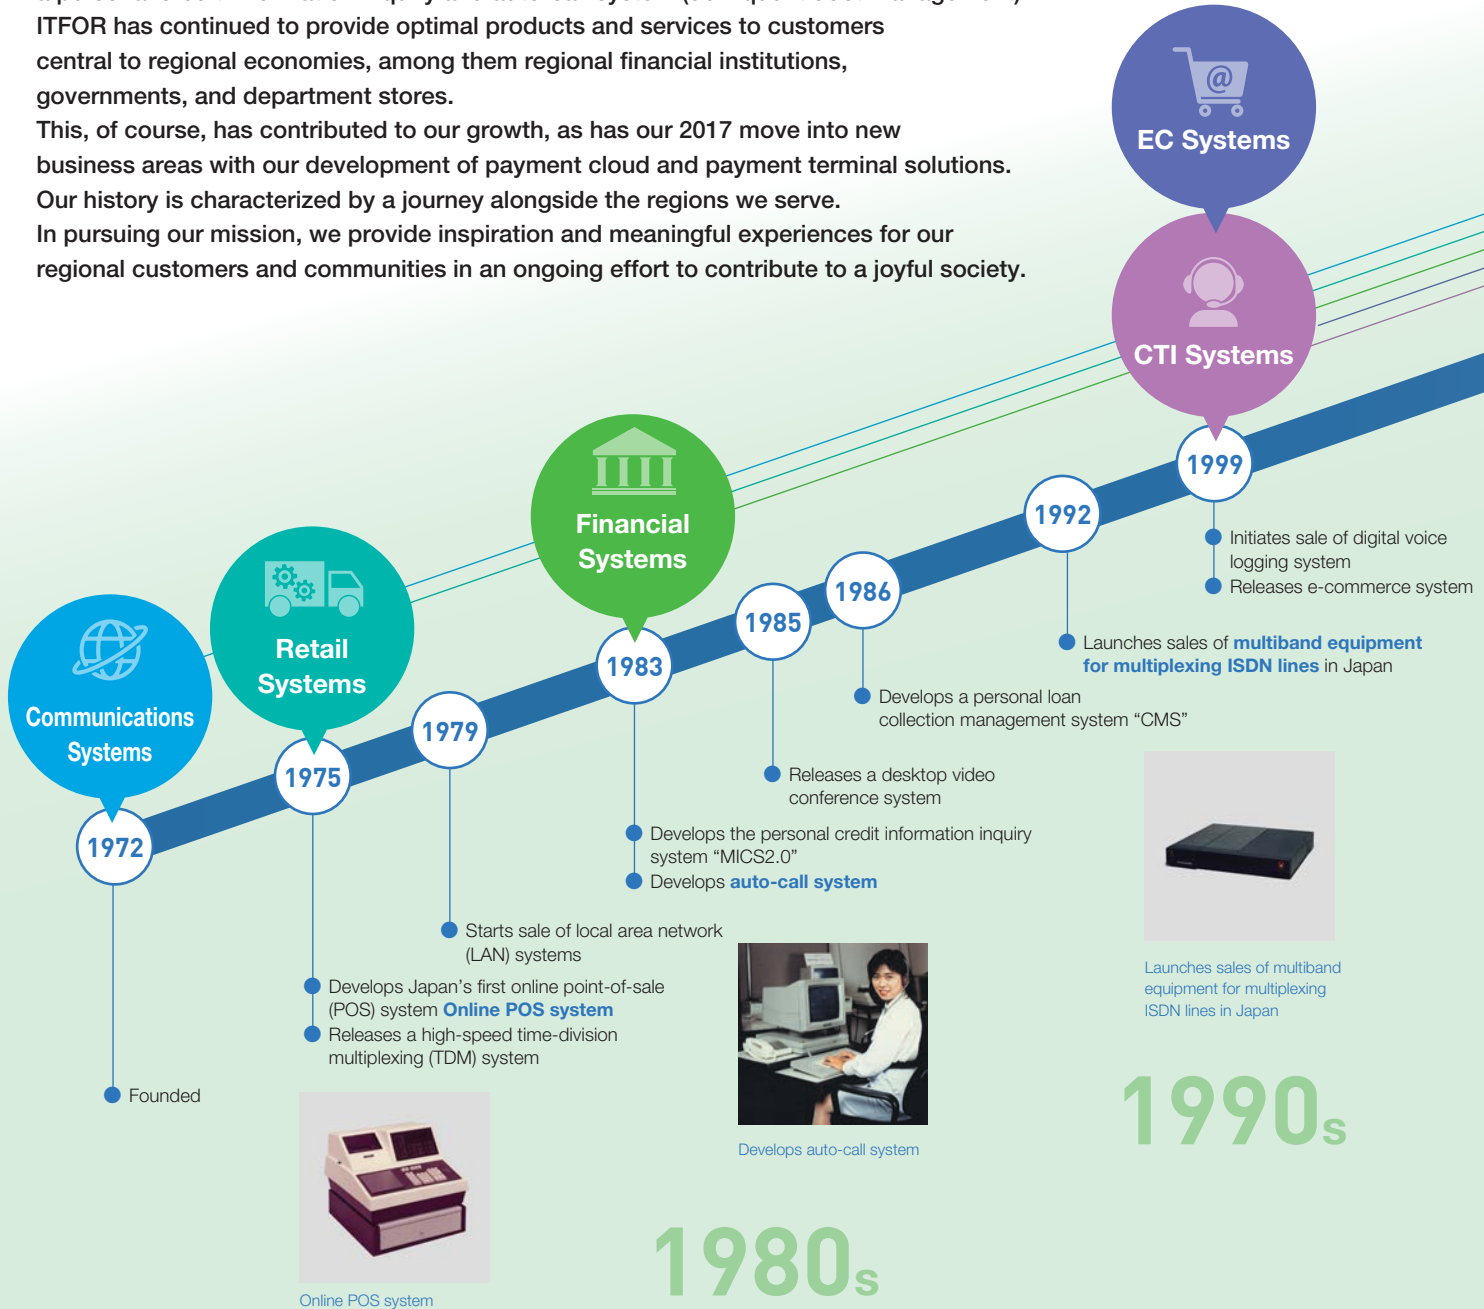 ITFOR has continued to provide optimal products and services to customers
central to regional economies, among them regional financial institutions,
governments, and department stores.
This, of course, has contributed to our growth, as has our 2017 move into new
business areas with our development of payment cloud and payment terminal solutions.
Our history is characterized by a journey alongside the regions we serve.
In pursuing our mission, we provide inspiration and meaningful experiences for our
regional customers and communities in an ongoing effort to contribute to a joyful society.
EC Systems
CTI Systems
Financial
Systems
Retail
Systems
Communications
Systems
1972
Founded
1975
Develops Japan's first online point-of-sale
(POS) system Online POS system
Releases a high-speed time-division
multiplexing (TDM) system
Online POS system
1979
Starts sale of local area network
(LAN) systems
1983
Develops the personal credit information inquiry
system “MICS2.0”
Develops auto-call system
Develops auto-call system
1985
Releases a desktop video
conference system
1986
Develops a personal loan
collection management system “CMS”
1980s
1992
Launches sales of multiband equipment
for multiplexing ISDN lines in Japan
Launches sales of multiband
equipment for multiplexing
ISDN lines in Japan
1999
Initiates sale of digital voice
logging system
Releases e-commerce system
1990s